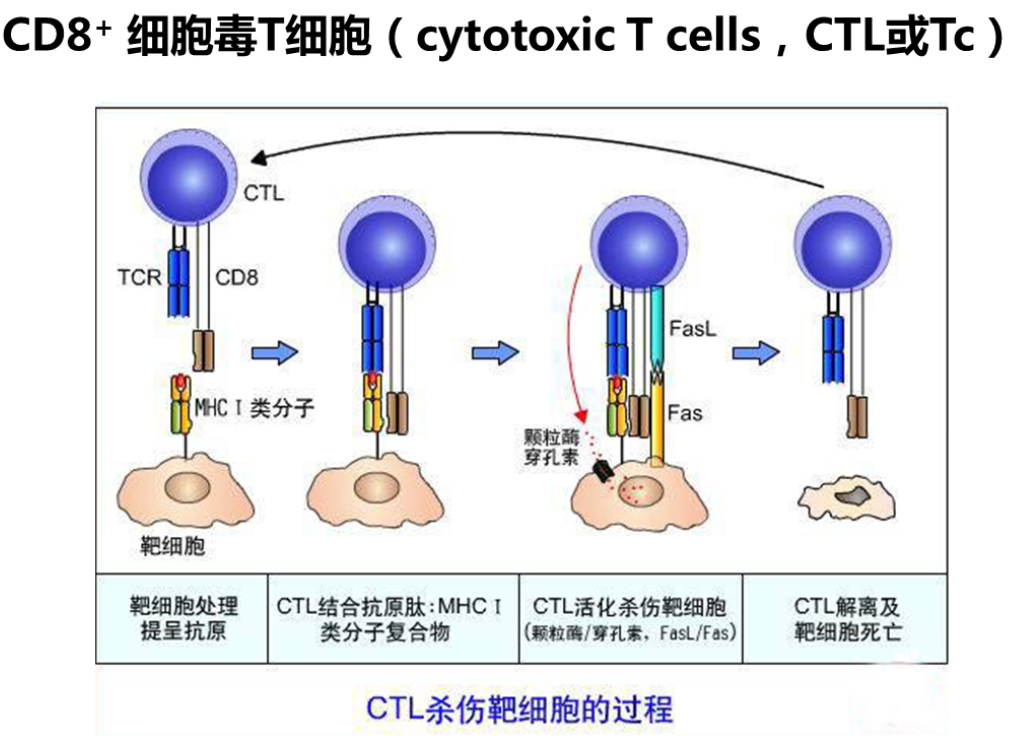 CD8⁺ 细胞毒T细胞（cytotoxic T cells，CTL或Tc）
CTL
TCR
CD8
MHC I 类分子
靶细胞
FasL
Fas
颗粒酶
穿孔素
靶细胞处理
提呈抗原
CTL结合抗原肽:MHC I
类分子复合物
CTL活化杀伤靶细胞
(颗粒酶/穿孔素, FasL/Fas)
CTL解离及
靶细胞死亡
CTL杀伤靶细胞的过程